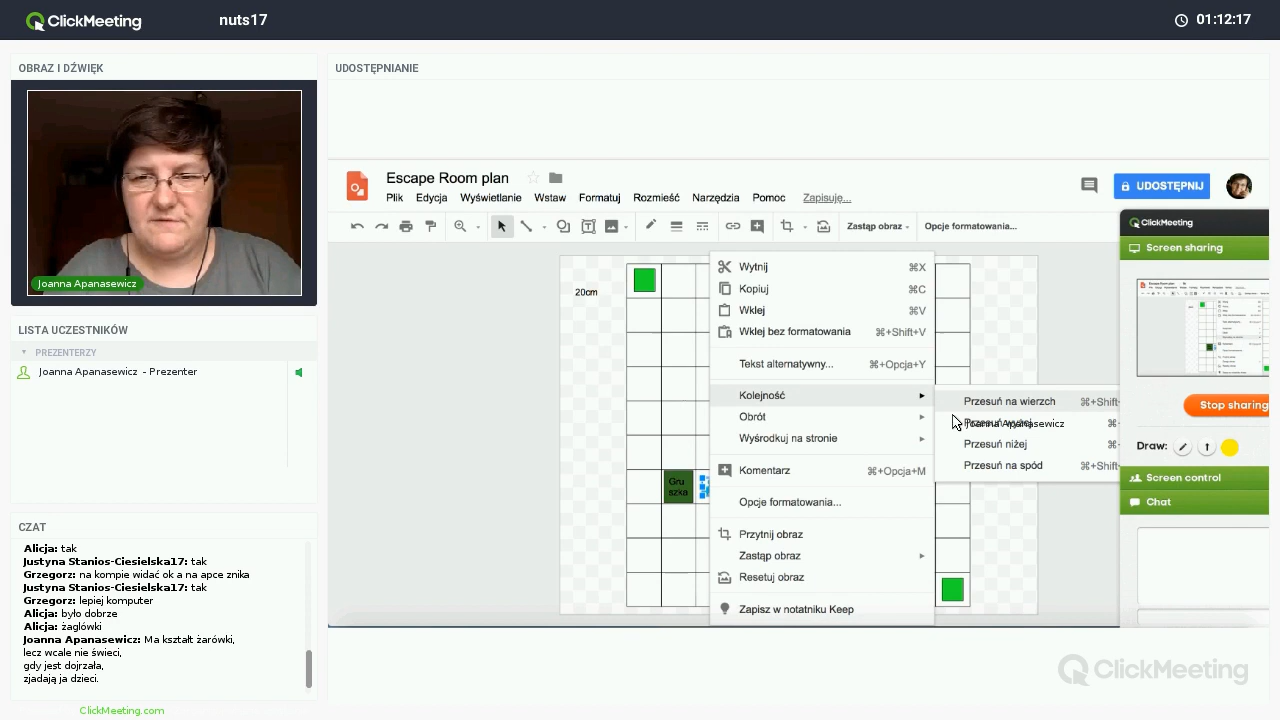 ClickMeeting
nuts17
01:12:17
OBRAZ I DŹWIĘK
Joanna Apanasewicz
LISTA UCZESTNIKÓW
PREZENTERZY
Joanna Apanasewicz - Prezenter
CZAT
Alicja: tak
Justyna Stanios-Ciesielska17: tak
Grzegorz: na kompie widać ok a na apce znika
Justyna Stanios-Ciesielska17: tak
Grzegorz: lepiej komputer
Alicja: było dobrze
Alicja: żaglówki
Joanna Apanasewicz: Ma kształt żarówki,
lecz wcale nie świeci,
gdy jest dojrzała,
zjadają ja dzieci.
ClickMeeting.com
UDOSTĘPNIANIE
Escape Room plan
Plik Edycja Wyświetlanie Wstaw Formatuj Rozmieść Narzędzia Pomoc Zapisuję...
UDOSTĘPNIJ
Zastąp obraz
Opcje formatowania...
20cm
Gru
szka
Wytnij ⌘X
Kopiuj ⌘C
Wklej ⌘V
Wklej bez formatowania ⌘+Shift+V
Tekst alternatywny... ⌘+Opcja+Y
Kolejność
Obrót
Wyśrodkuj na stronie
Komentarz ⌘+Opcja+M
Opcje formatowania...
Przytnij obraz
Zastąp obraz
Resetuj obraz
Zapisz w notatniku Keep
Przesuń na wierzch ⌘+Shift+
Joanna Apanasewicz ⌘
Przesuń niżej ⌘
Przesuń na spód ⌘+Shift+
ClickMeeting
Screen sharing
Stop sharing
Draw:
Screen control
Chat
ClickMeeting